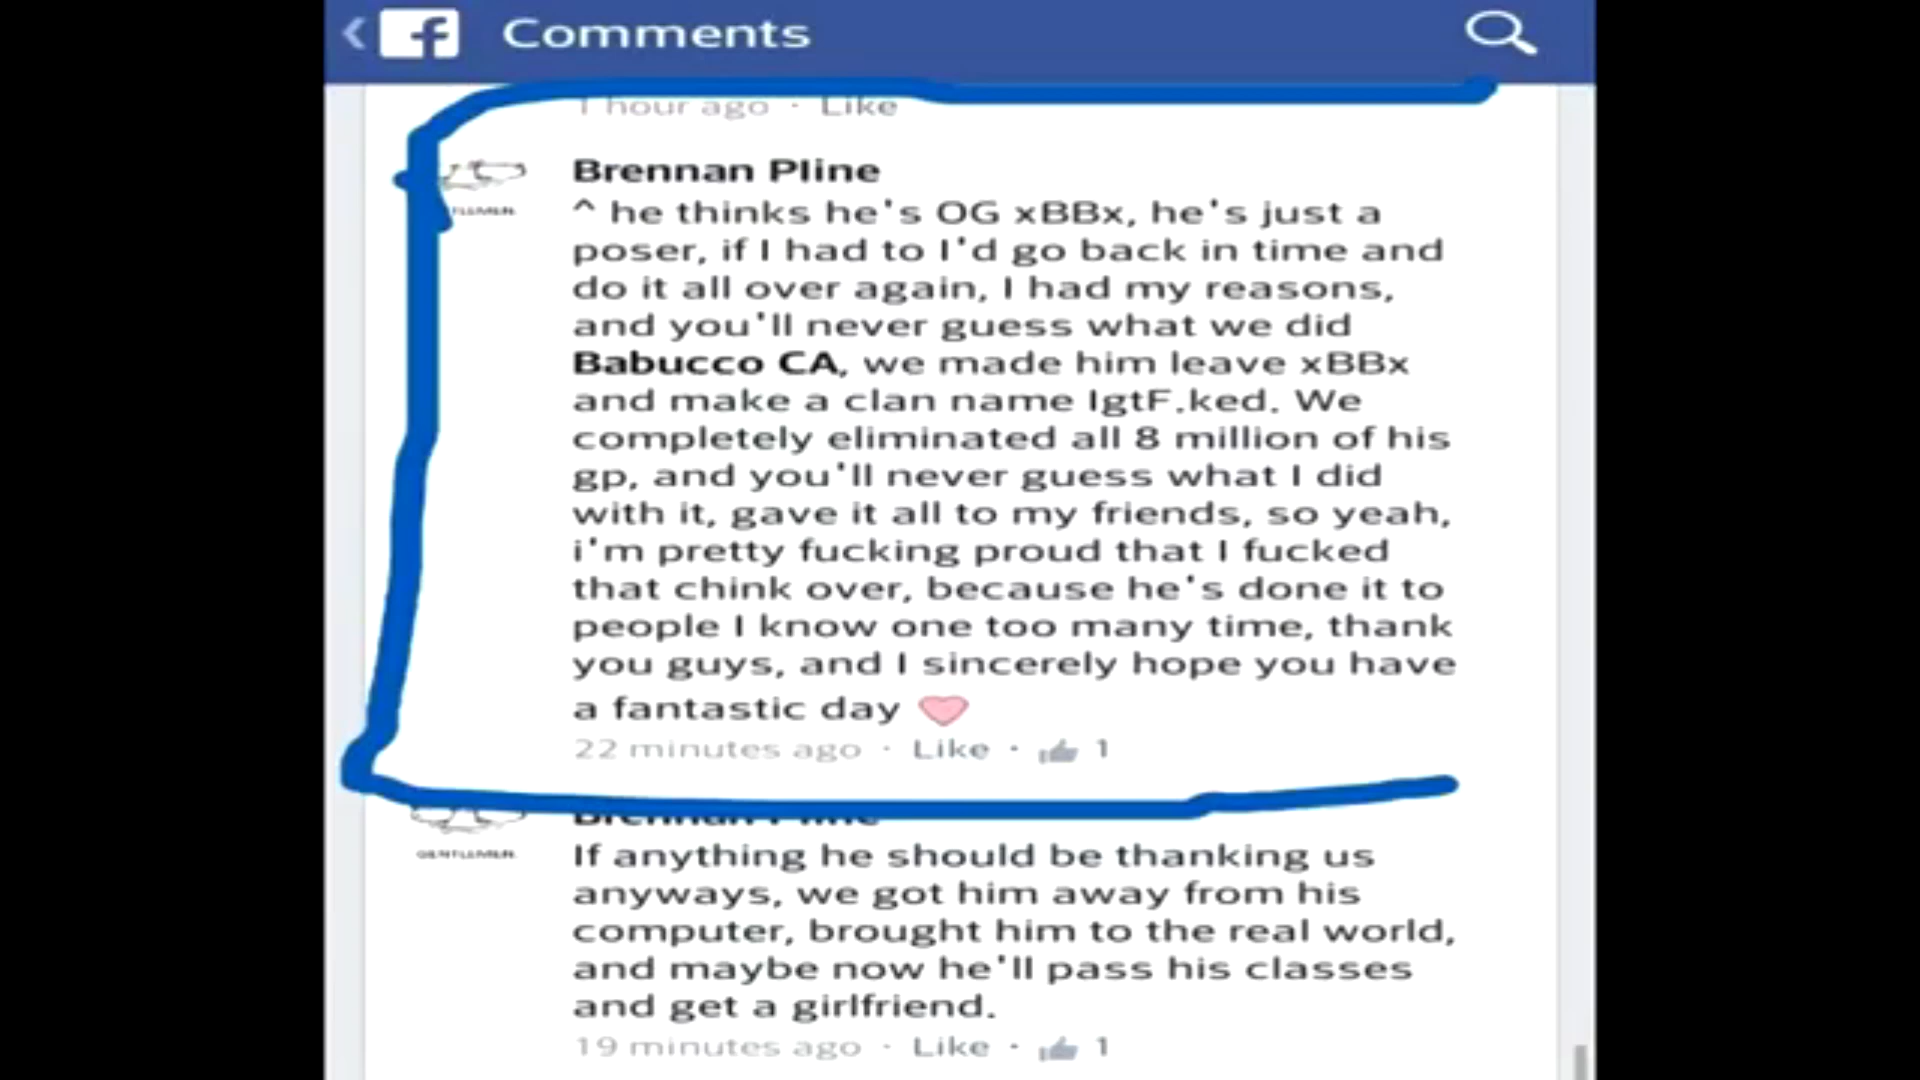 Comments
1 hour ago · Like
Brennan Pline
^ he thinks he's OG xBBx, he's just a
poser, if I had to I'd go back in time and
do it all over again, I had my reasons,
and you'll never guess what we did
Babucco CA, we made him leave xBBx
and make a clan name IgtF.ked. We
completely eliminated all 8 million of his
gp, and you'll never guess what I did
with it, gave it all to my friends, so yeah,
i'm pretty fucking proud that I fucked
that chink over, because he's done it to
people I know one too many time, thank
you guys, and I sincerely hope you have
a fantastic day
22 minutes ago · Like · 1
Brennan Pline
GENTLEMEN
If anything he should be thanking us
anyways, we got him away from his
computer, brought him to the real world,
and maybe now he'll pass his classes
and get a girlfriend.
19 minutes ago · Like · 1